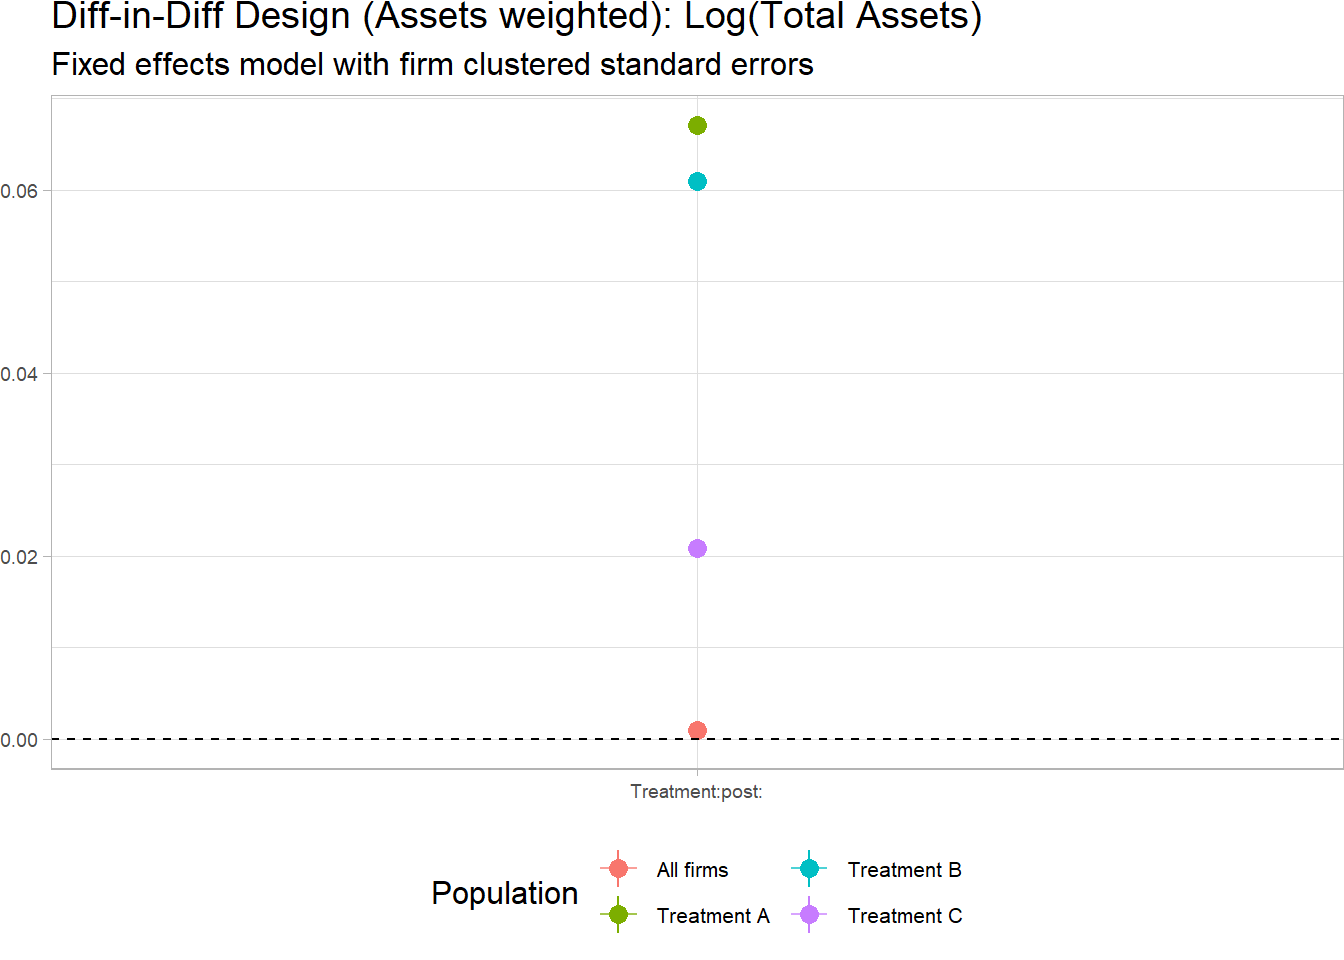 Diff-in-Diff Design (Assets weighted): Log(Total Assets)
Fixed effects model with firm clustered standard errors
0.06
0.04
0.02
0.00
Treatment:post:
Population
All firms
Treatment A
Treatment B
Treatment C